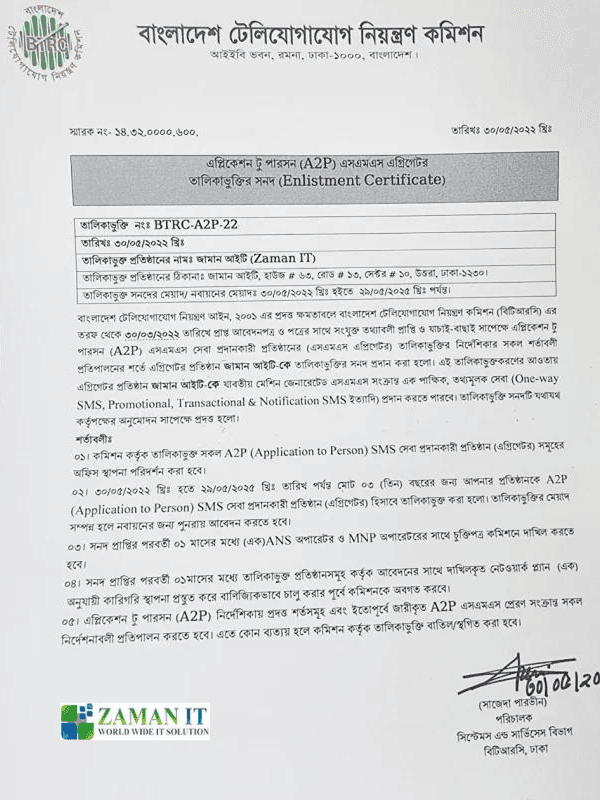 বাংলাদেশ টেলিযোগাযোগ নিয়ন্ত্রণ কমিশন
আইইবি ভবন, রমনা, ঢাকা-১০০০, বাংলাদেশ।
BTRC
স্মারক নং- ১৪.৩২.০০০০.৬০০.
তারিখঃ ৩০/০৫/২০২২ খ্রিঃ
এপ্লিকেশন টু পারসন (A2P) এসএমএস এগ্রিগেটর
তালিকাভুক্তির সনদ (Enlistment Certificate)
তালিকাভুক্তি নংঃ BTRC-A2P-22
তারিখঃ ৩০/০৫/২০২২ খ্রিঃ
তালিকাভুক্ত প্রতিষ্ঠানের নামঃ জামান আইটি (Zaman IT)
তালিকাভুক্ত প্রতিষ্ঠানের ঠিকানাঃ জামান আইটি, হাউজ # ৬৩, রোড # ১৩, সেক্টর # ১০, উত্তরা, ঢাকা-১২৩০।
তালিকাভুক্ত সনদের মেয়াদ/ নবায়নের মেয়াদঃ ৩০/০৫/২০২২ খ্রিঃ হইতে ২৯/০৫/২০২৫ খ্রিঃ পর্যন্ত।
বাংলাদেশ টেলিযোগাযোগ নিয়ন্ত্রণ আইন, ২০০১ এর প্রদত্ত ক্ষমতাবলে বাংলাদেশ টেলিযোগাযোগ নিয়ন্ত্রণ কমিশন (বিটিআরসি) এর
তরফ থেকে ৩০/০৩/২০২২ তারিখে প্রাপ্ত আবেদনপত্র ও পত্রের সাথে সংযুক্ত তথ্যাবলী প্রাপ্তি ও যাচাই-বাছাই সাপেক্ষে এপ্লিকেশন টু
পারসন (A2P) এসএমএস সেবা প্রদানকারী প্রতিষ্ঠানের (এসএমএস এগ্রিগেটর) তালিকাভুক্তির নির্দেশিকার সকল শর্তাবলী
প্রতিপালনের শর্তে এগ্রিগেটর প্রতিষ্ঠান জামান আইটি-কে তালিকাভুক্তির সনদ প্রদান করা হলো। এই তালিকাভুক্তকরণের আওতায়
এগ্রিগেটর প্রতিষ্ঠান জামান আইটি-কে যাবতীয় মেশিন জেনারেটেড এসএমএস সংক্রান্ত এক পাক্ষিক, তথ্যমূলক সেবা (One-way
SMS, Promotional, Transactional & Notification SMS ইত্যাদি) প্রদান করতে পারবে। তালিকাভুক্তি সনদটি যথাযথ
কর্তৃপক্ষের অনুমোদন সাপেক্ষে প্রদত্ত হলো।
শর্তাবলীঃ
০১। কমিশন কর্তৃক তালিকাভুক্ত সকল A2P (Application to Person) SMS সেবা প্রদানকারী প্রতিষ্ঠান (এগ্রিগেটর) সমূহের
অফিস স্থাপনা পরিদর্শন করা হবে।
০২। ৩০/০৫/২০২২ খ্রিঃ হতে ২৯/০৫/২০২৫ খ্রিঃ তারিখ পর্যন্ত মোট ০৩ (তিন) বছরের জন্য আপনার প্রতিষ্ঠানকে A2P
(Application to Person) SMS সেবা প্রদানকারী প্রতিষ্ঠান (এগ্রিগেটর) হিসাবে তালিকাভুক্ত করা হলো। তালিকাভুক্তির মেয়াদ
সম্পন্ন হলে নবায়নের জন্য পুনরায় আবেদন করতে হবে।
০৩। সনদ প্রাপ্তির পরবর্তী ০১ মাসের মধ্যে (এক)ANS অপারেটর ও MNP অপারেটরের সাথে চুক্তিপত্র কমিশনে দাখিল করতে
হবে।
০৪। সনদ প্রাপ্তির পরবর্তী ০১মাসের মধ্যে তালিকাভুক্ত প্রতিষ্ঠানসমূহ কর্তৃক আবেদনের সাথে দাখিলকৃত নেটওয়ার্ক প্ল্যান (এক)
অনুযায়ী কারিগরি স্থাপনা প্রস্তুত করে বাণিজ্যিকভাবে চালু করার পূর্বে কমিশনকে অবগত করবে।
০৫। এপ্লিকেশন টু পারসন (A2P) নির্দেশিকায় প্রদত্ত শর্তসমূহ এবং ইতোপূর্বে জারীকৃত A2P এসএমএস প্রেরণ সংক্রান্ত সকল
নির্দেশনাবলী প্রতিপালন করতে হবে। এতে কোন ব্যত্যয় হলে কমিশন কর্তৃক তালিকাভুক্তি বাতিল/স্থগিত করা হবে।
৩০/০৫/২০
(সাজেদা পারভীন)
পরিচালক
সিস্টেমস এন্ড সার্ভিসেস বিভাগ
বিটিআরসি, ঢাকা
ZAMAN IT
WORLD WIDE IT SOLUTION